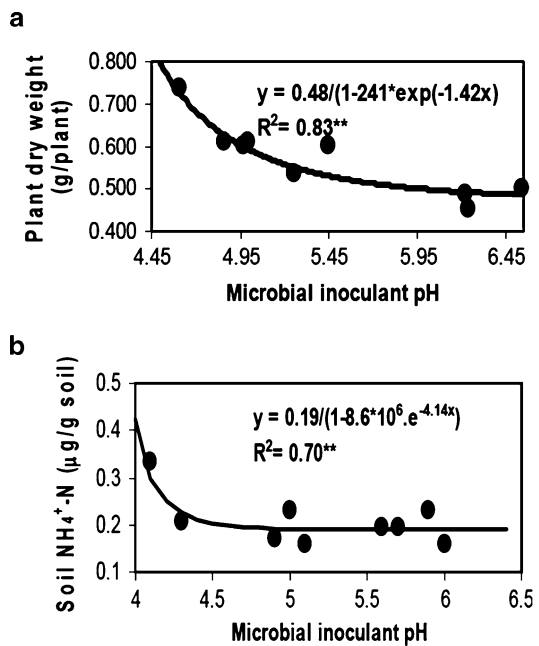 a
0.800
0.700
0.600
0.500
0.400
Plant dry weight
(g/plant)
y = 0.48/(1-241*exp(-1.42x)
R2= 0.83**
4.45 4.95 5.45 5.95 6.45
Microbial inoculant pH
b
0.5
0.4
0.3
0.2
0.1
Soil NH4+-N (μg/g soil)
y = 0.19/(1-8.6*10^6.e^-4.14x)
R2= 0.70**
4 4.5 5 5.5 6 6.5
Microbial inoculant pH